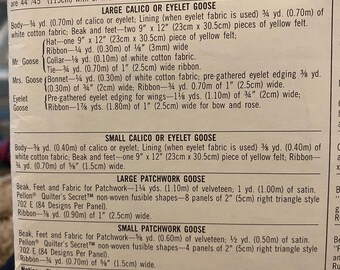 are 44"45" (115cm)
LARGE CALICO OR EYELET GOOSE
Body—¾ yd. (0.70m) of calico or eyelet; Lining (when eyelet fabric is used) ¾ yd. (0.70m) of
white cotton fabric; Beak and feet—two 9" × 12" (23cm x 30.5cm) piece of yellow felt;
Hat—one 9" × 12" (23cm x 30.5cm) piece of yellow felt.
Ribbon—¼ yd. (0.30m) of ⅛" (3mm) wide
Mr Goose Collar—⅛ yd. (0.10m) of white cotton fabric.
Tie—¾ yd. (0.70m) of 1" (2.5cm) wide ribbon.
Mrs. Goose Bonnet—¼ yd. (0.30m) of white cotton fabric; pre-gathered eyelet edging ⅜ yd.
(0.30m) of ¾" (2cm) wide; Ribbon—⅞ yd. (0.80m) of 1" (2.5cm) wide.
Eyelet Pre-gathered eyelet edging for wings—1⅛ yds. (1.10m) of ¾" (2cm) wide;
Goose Ribbon—1⅞ yds. (1.80m) of 1" (2.5cm) wide for bow and rose.
SMALL CALICO OR EYELET GOOSE
Body—⅜ yd. (0.40m) of calico or eyelet; Lining (when eyelet fabric is used) ⅜ yd. (0.40m) of
white cotton fabric; Beak and feet—one 9" × 12" (23cm x 30.5cm) piece of yellow felt; Ribbon—
⅜ yd. (0.40m) of ⅝" (1.5cm) wide.
LARGE PATCHWORK GOOSE
Beak, Feet and Fabric for Patchwork—1¼ yds. (1.10m) of velveteen; 1 yd. (1.00m) of satin.
Pellon® Quilter's Secret™ non-woven fusible shapes—8 panels of 2" (5cm) right triangle style
702 E (84 Designs Per Panel).
Ribbon—⅞ yd. (0.90m) of 1" (2.5cm) wide.
SMALL PATCHWORK GOOSE
Beak, Feet and Fabric for Patchwork—⅝ yd. (0.60m) of velveteen; ½ yd. (0.50m) of satin.
Pellon® Quilter's Secret™ non-woven fusible shapes—4 panels of 2" (5cm) right triangle style
702 E (84 Designs Per Panel).
Ribbon—⅜ yd. (0.40m) of ⅝" (1.5cm) wide.